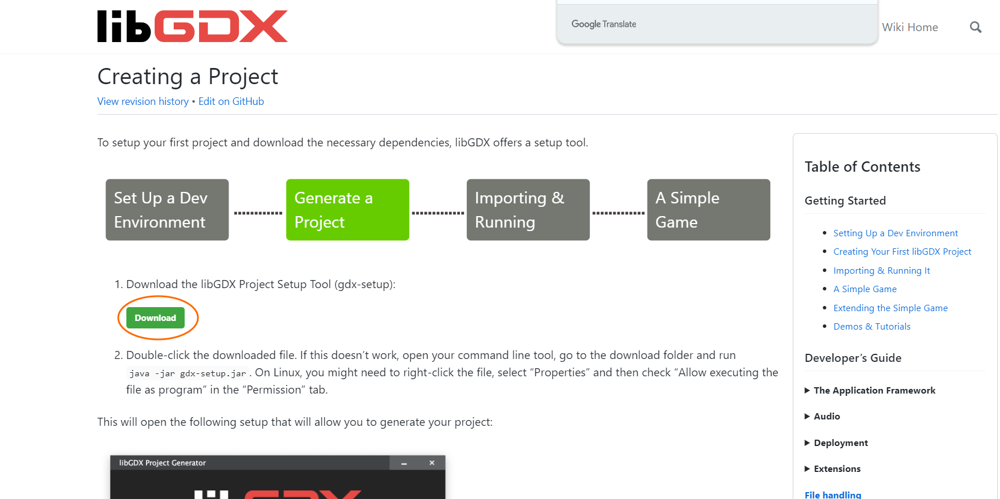 libGDX
Google Translate
Wiki Home
Creating a Project
View revision history • Edit on GitHub
To setup your first project and download the necessary dependencies, libGDX offers a setup tool.
Set Up a Dev
Environment
Generate a
Project
Importing &
Running
A Simple
Game
1. Download the libGDX Project Setup Tool (gdx-setup):
Download
2. Double-click the downloaded file. If this doesn’t work, open your command line tool, go to the download folder and run
java -jar gdx-setup.jar. On Linux, you might need to right-click the file, select “Properties” and then check “Allow executing the
file as program” in the “Permission” tab.
This will open the following setup that will allow you to generate your project:
libGDX Project Generator
Table of Contents
Getting Started
• Setting Up a Dev Environment
• Creating Your First libGDX Project
• Importing & Running It
• A Simple Game
• Extending the Simple Game
• Demos & Tutorials
Developer’s Guide
▶ The Application Framework
▶ Audio
▶ Deployment
▶ Extensions
File handling